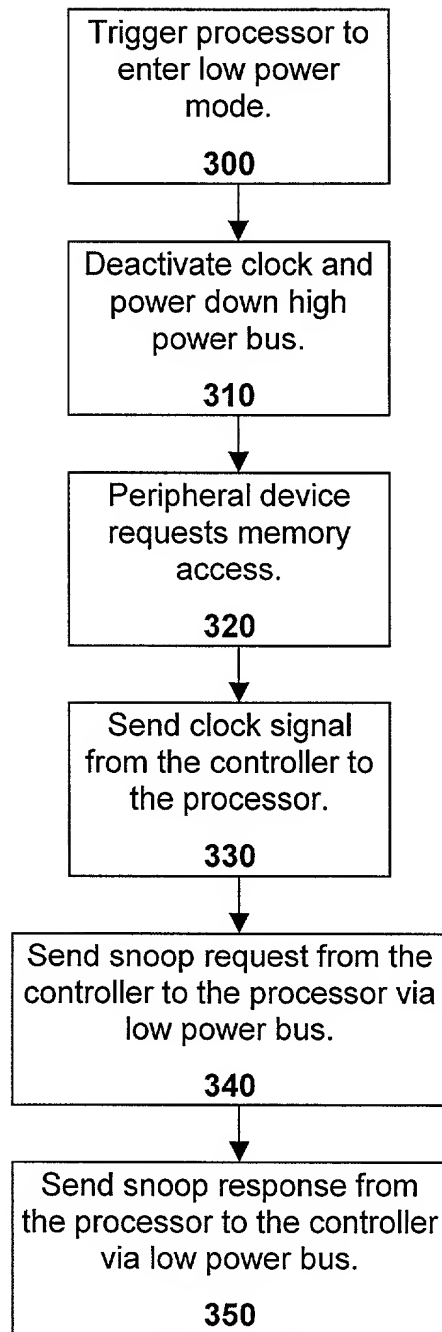 Trigger processor to
enter low power
mode.
300
Deactivate clock and
power down high
power bus.
310
Peripheral device
requests memory
access.
320
Send clock signal
from the controller to
the processor.
330
Send snoop request from the
controller to the processor via
low power bus.
340
Send snoop response from
the processor to the controller
via low power bus.
350